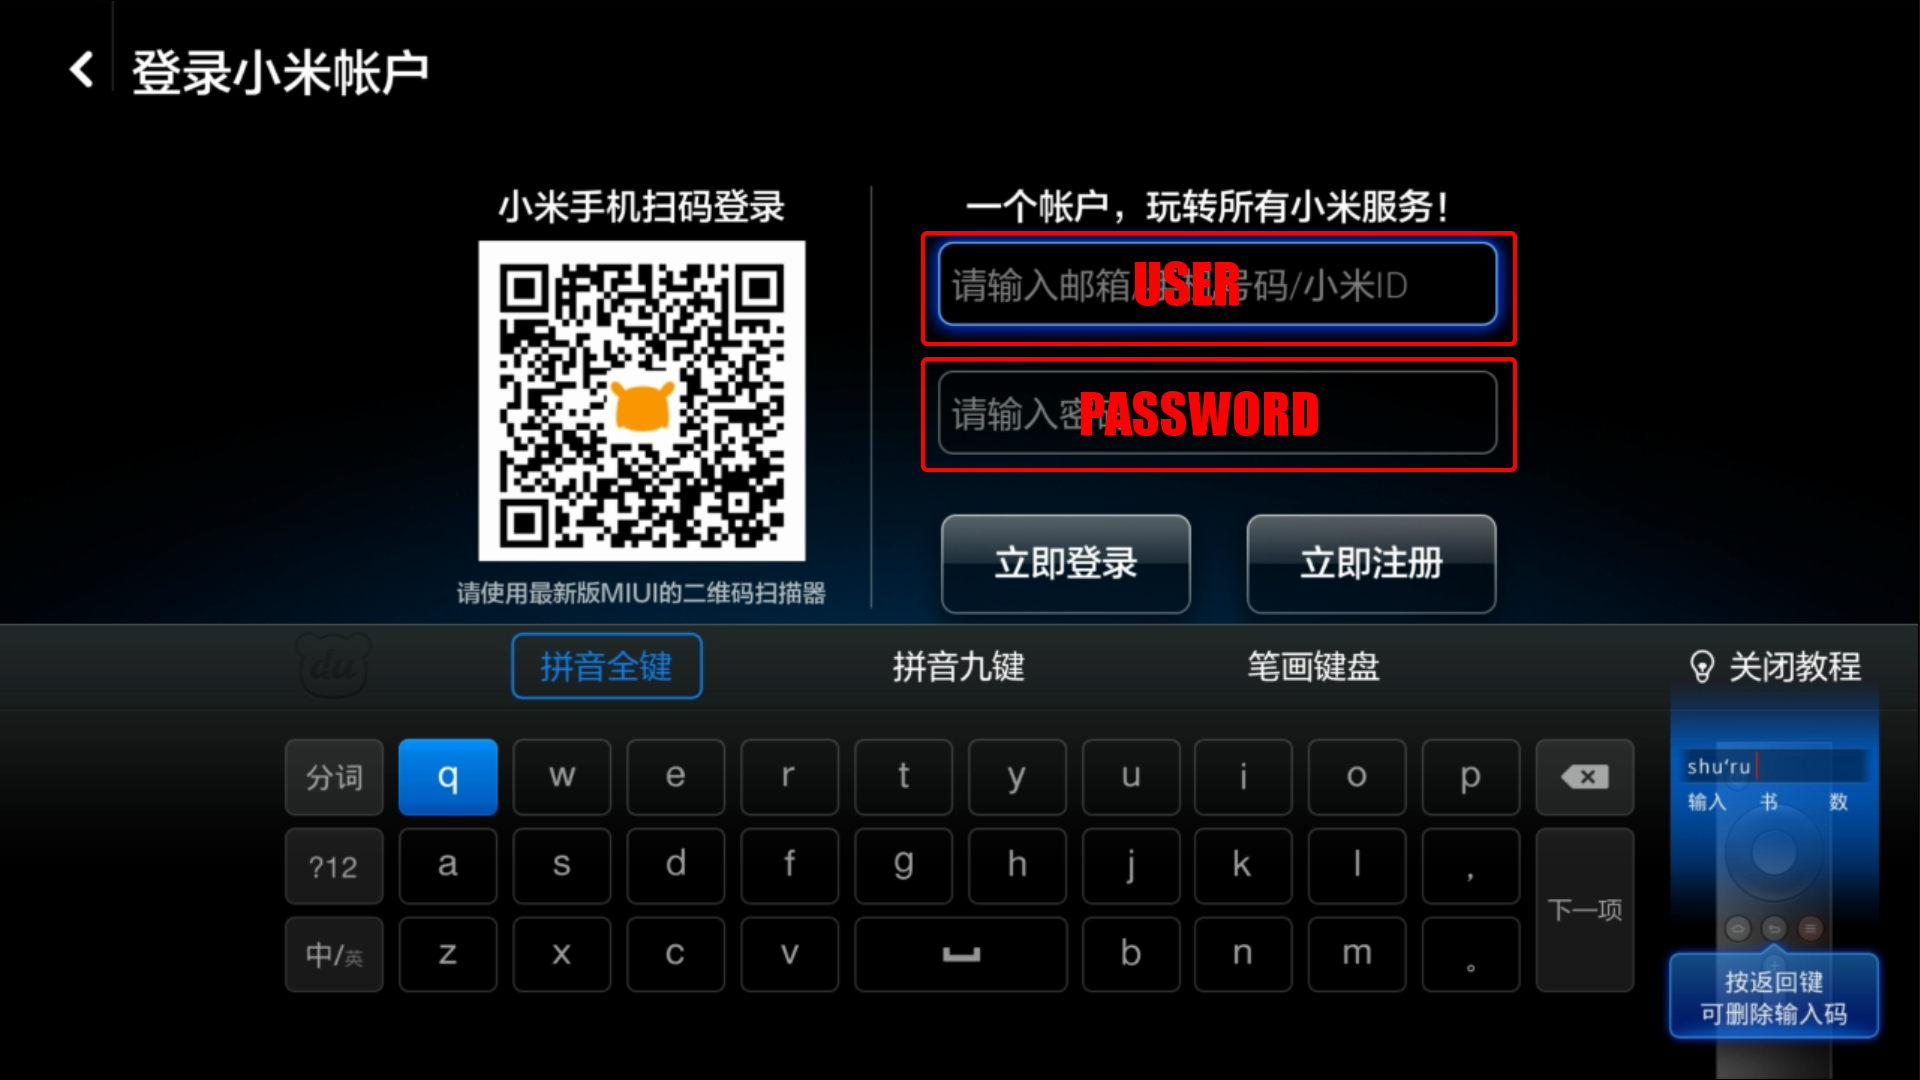 登录小米帐户
小米手机扫码登录
请使用最新版MIUI的二维码扫描器
一个帐户，玩转所有小米服务！
请输入邮箱/手机号码/小米ID
USER
请输入密码
PASSWORD
立即登录 立即注册
du 拼音全键 拼音九键 笔画键盘 关闭教程
分词 q w e r t y u i o p
?12 a s d f g h j k l ，
下一项
中/英 z x c v b n m 。
shu'ru
输入 书 数
按返回键
可删除输入码